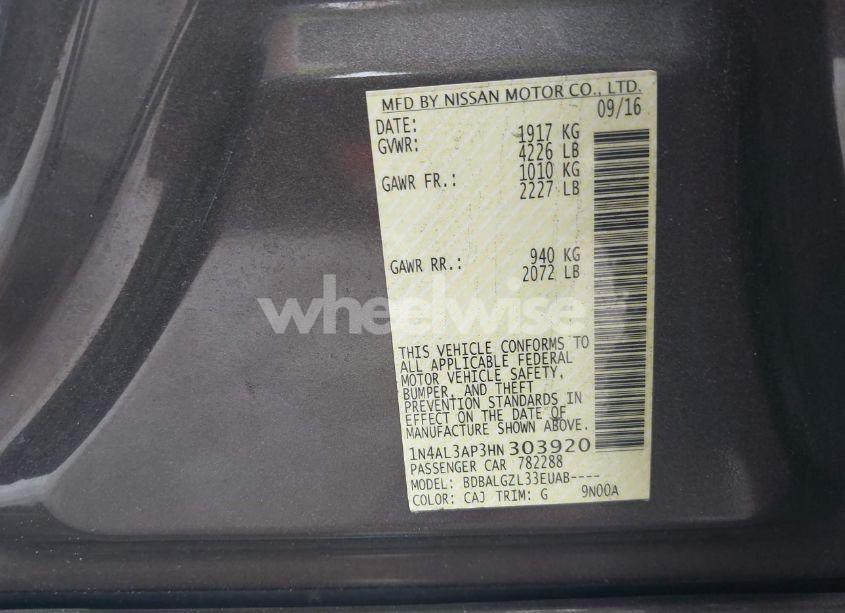 MFD BY NISSAN MOTOR CO., LTD.
DATE: 09/16
GVWR: 1917 KG
4226 LB
GAWR FR.: 1010 KG
2227 LB
GAWR RR.: 940 KG
2072 LB
wheelwise
THIS VEHICLE CONFORMS TO
ALL APPLICABLE FEDERAL
MOTOR VEHICLE SAFETY,
BUMPER, AND THEFT
PREVENTION STANDARDS IN
EFFECT ON THE DATE OF
MANUFACTURE SHOWN ABOVE.
1N4AL3AP3HN 303920
PASSENGER CAR 782288
MODEL: BDBALGZL33EUAB----
COLOR: CAJ TRIM: G 9N00A